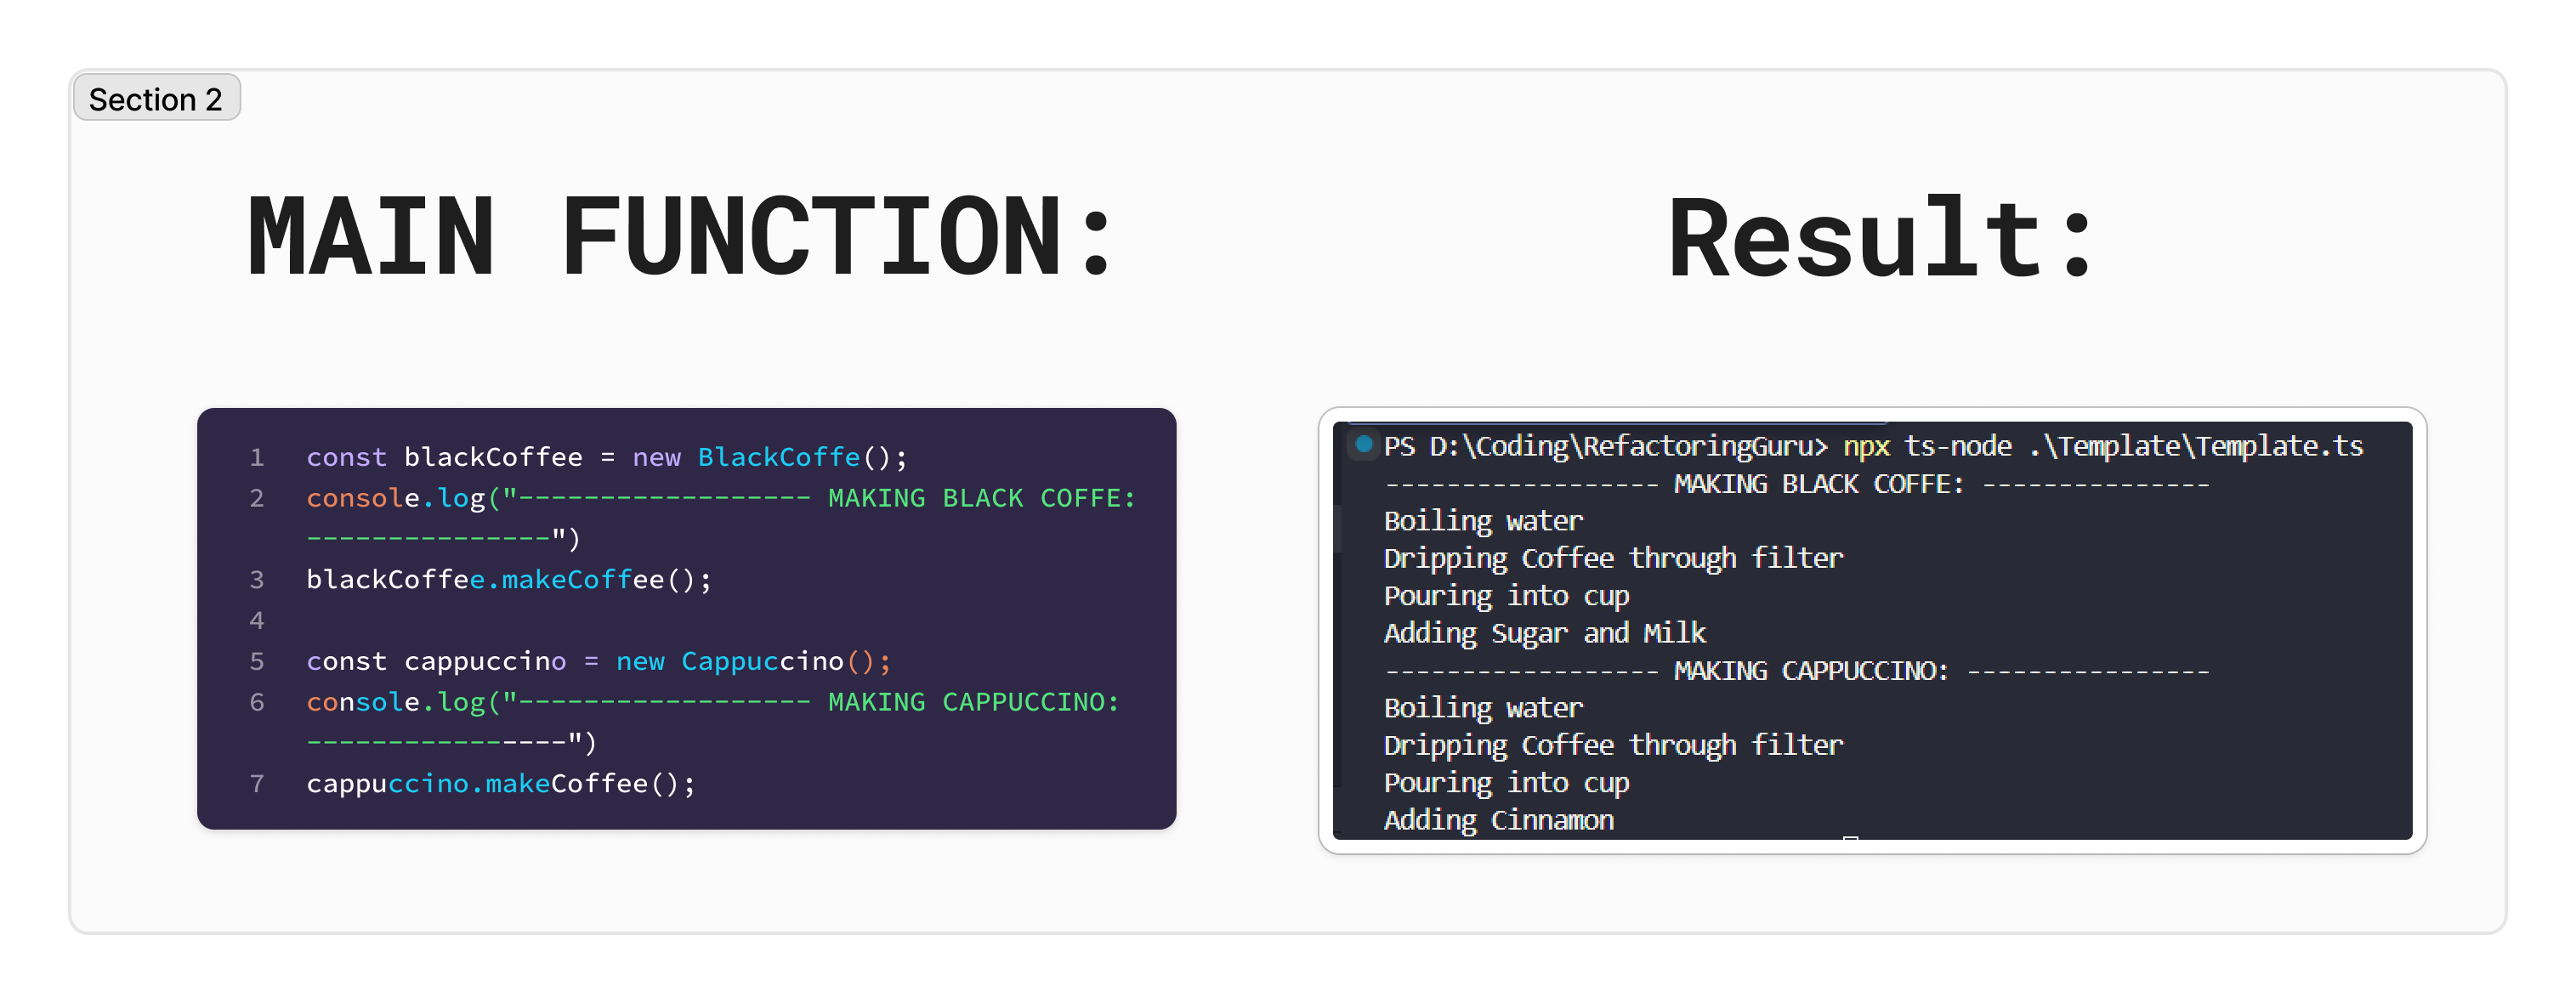 Section 2
MAIN FUNCTION:
1 const blackCoffee = new BlackCoffe();
2 console.log("------------------ MAKING BLACK COFFE:
---------------")
3 blackCoffee.makeCoffee();
4
5 const cappuccino = new Cappuccino();
6 console.log("------------------ MAKING CAPPUCCINO:
----------------")
7 cappuccino.makeCoffee();
Result:
PS D:\Coding\RefactoringGuru> npx ts-node .\Template\Template.ts
------------------ MAKING BLACK COFFE: ---------------
Boiling water
Dripping Coffee through filter
Pouring into cup
Adding Sugar and Milk
------------------ MAKING CAPPUCCINO: ----------------
Boiling water
Dripping Coffee through filter
Pouring into cup
Adding Cinnamon